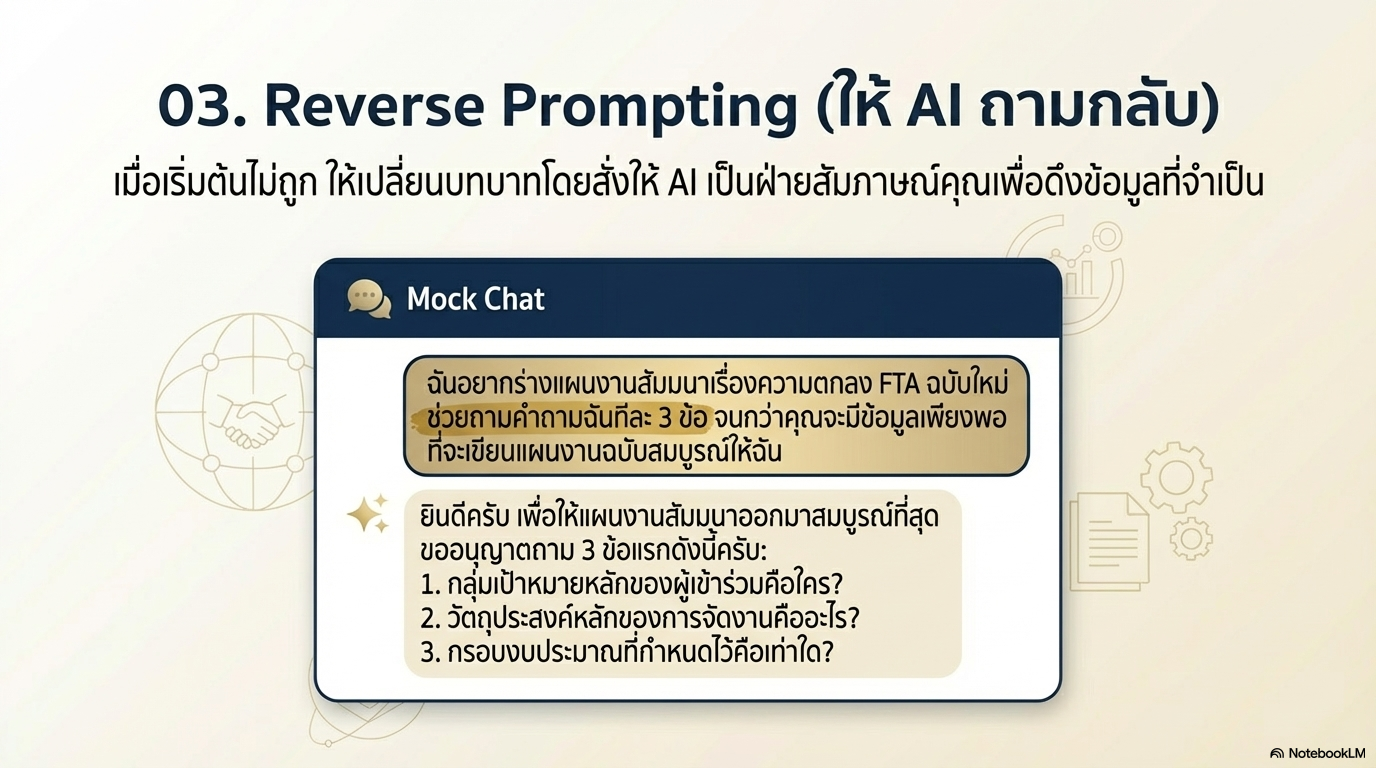 03. Reverse Prompting (ให้ AI ถามกลับ)
เมื่อเริ่มต้นไม่ถูก ให้เปลี่ยนบทบาทโดยสั่งให้ AI เป็นฝ่ายสัมภาษณ์คุณเพื่อดึงข้อมูลที่จำเป็น
Mock Chat
ฉันอยากร่างแผนงานสัมมนาเรื่องความตกลง FTA ฉบับใหม่
ช่วยถามคำถามฉันทีละ 3 ข้อ จนกว่าคุณจะมีข้อมูลเพียงพอ
ที่จะเขียนแผนงานฉบับสมบูรณ์ให้ฉัน
ยินดีครับ เพื่อให้แผนงานสัมมนาออกมาสมบูรณ์ที่สุด
ขออนุญาตถาม 3 ข้อแรกดังนี้ครับ:
1. กลุ่มเป้าหมายหลักของผู้เข้าร่วมคือใคร?
2. วัตถุประสงค์หลักของการจัดงานคืออะไร?
3. กรอบงบประมาณที่กำหนดไว้คือเท่าใด?
NotebookLM